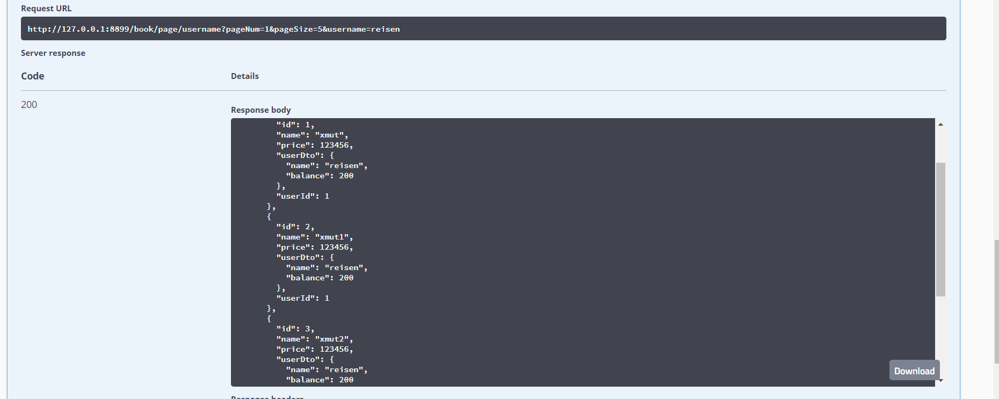 Request URL
http://127.0.0.1:8899/book/page/username?pageNum=1&pageSize=5&username=reisen
Server response
Code
Details
200
Response body
"id": 1,
"name": "xmut",
"price": 123456,
"userDto": {
"name": "reisen",
"balance": 200
},
"userId": 1
},
{
"id": 2,
"name": "xmut1",
"price": 123456,
"userDto": {
"name": "reisen",
"balance": 200
},
"userId": 1
},
{
"id": 3,
"name": "xmut2",
"price": 123456,
"userDto": {
"name": "reisen",
"balance": 200
Download
Response headers